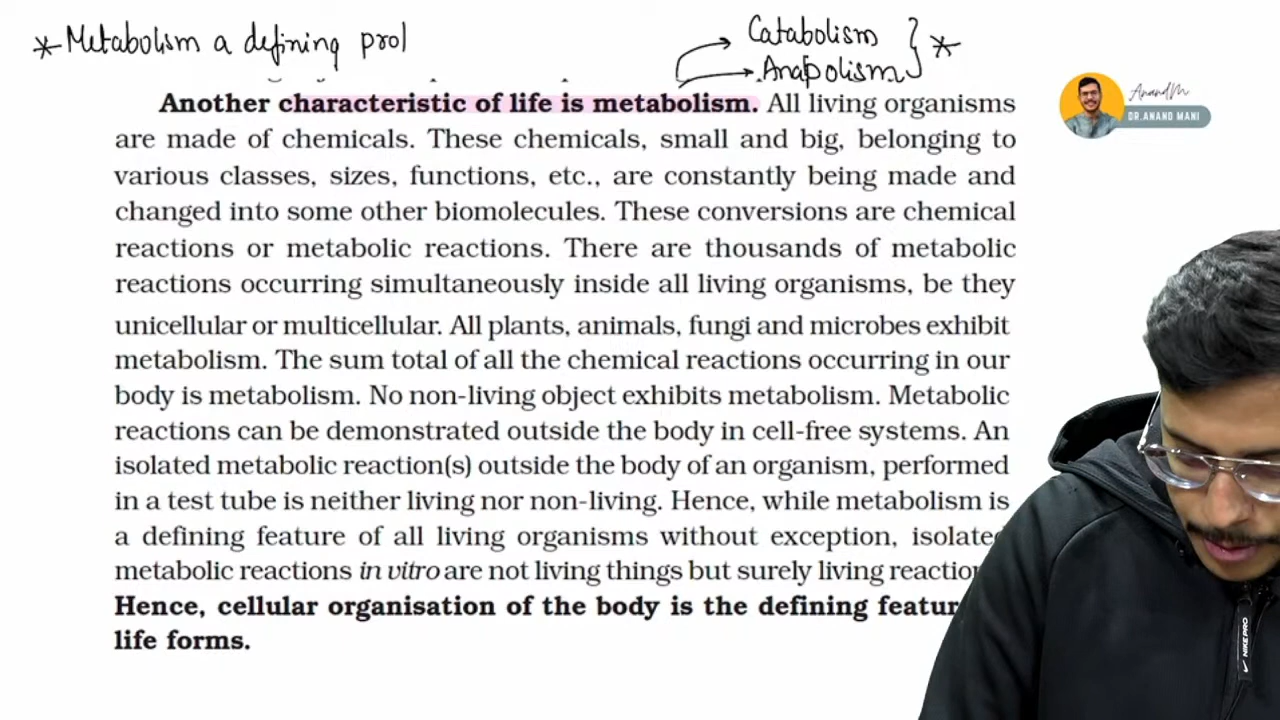 *Metabolism a defining prol
Catabolism
Anabolism
} *
Another characteristic of life is metabolism. All living organisms
are made of chemicals. These chemicals, small and big, belonging to
various classes, sizes, functions, etc., are constantly being made and
changed into some other biomolecules. These conversions are chemical
reactions or metabolic reactions. There are thousands of metabolic
reactions occurring simultaneously inside all living organisms, be they
unicellular or multicellular. All plants, animals, fungi and microbes exhibit
metabolism. The sum total of all the chemical reactions occurring in our
body is metabolism. No non-living object exhibits metabolism. Metabolic
reactions can be demonstrated outside the body in cell-free systems. An
isolated metabolic reaction(s) outside the body of an organism, performed
in a test tube is neither living nor non-living. Hence, while metabolism is
a defining feature of all living organisms without exception, isolated
metabolic reactions in vitro are not living things but surely living reactio
Hence, cellular organisation of the body is the defining featur
life forms.
AnandM
DR.ANAND MANI
NIKE PRO